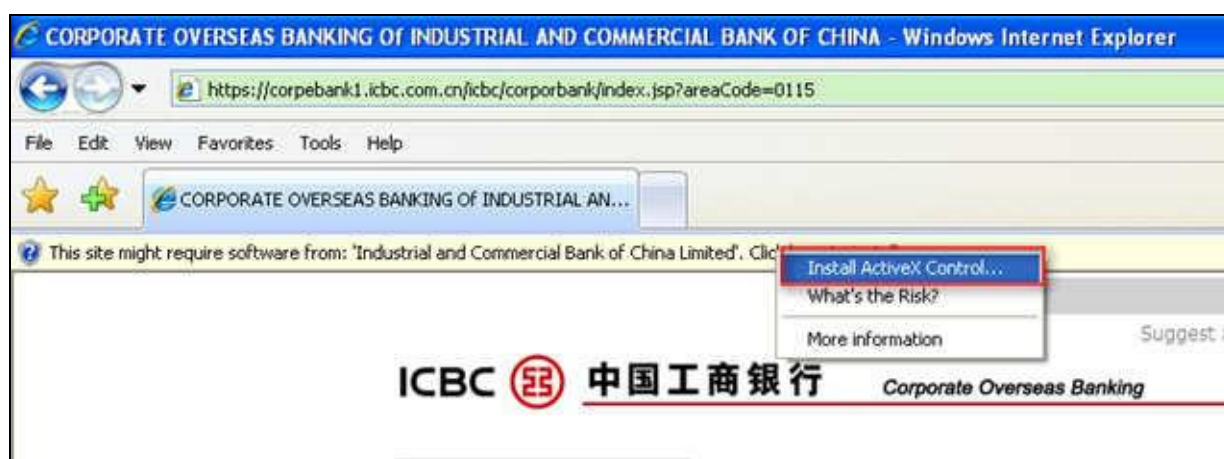 CORPORATE OVERSEAS BANKING Of INDUSTRIAL AND COMMERCIAL BANK OF CHINA - Windows Internet Explorer
https://corpebank1.icbc.com.cn/icbc/corporbank/index.jsp?areaCode=0115
File Edit View Favorites Tools Help
CORPORATE OVERSEAS BANKING Of INDUSTRIAL AN...
This site might require software from: 'Industrial and Commercial Bank of China Limited'.
Install ActiveX Control...
What's the Risk?
More information
Suggest
ICBC 中国工商银行 Corporate Overseas Banking